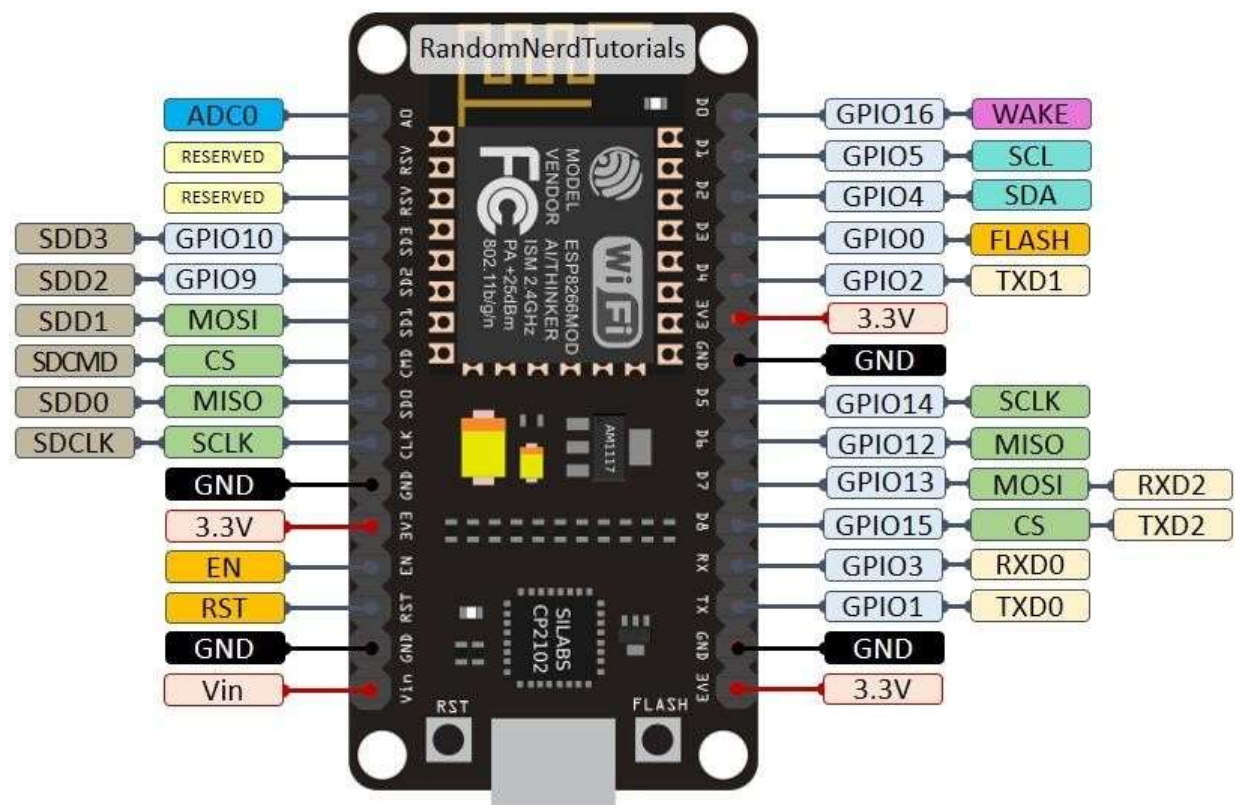 RandomNerdTutorials
ADC0
RESERVED
RESERVED
SDD3 GPIO10
SDD2 GPIO9
SDD1 MOSI
SDCMD CS
SDD0 MISO
SDCLK SCLK
GND
3.3V
EN
RST
GND
Vin
A0
RSV
RSV
SD3
SD2
SD1
CMD
SD0
CLK
GND
3V3
EN
RST
GND
Vin
MODEL ESP8266MOD
VENDOR AI/THINKER
ISM 2.4GHz
PA +25dBm
802.11b/g/n
FC
Wi Fi
AM1117
SILABS
CP2102
RST
FLASH
D0
D1
D2
D3
D4
3V3
GND
D5
D6
D7
D8
RX
TX
GND
3V3
GPIO16 WAKE
GPIO5 SCL
GPIO4 SDA
GPIO0 FLASH
GPIO2 TXD1
3.3V
GND
GPIO14 SCLK
GPIO12 MISO
GPIO13 MOSI RXD2
GPIO15 CS TXD2
GPIO3 RXD0
GPIO1 TXD0
GND
3.3V